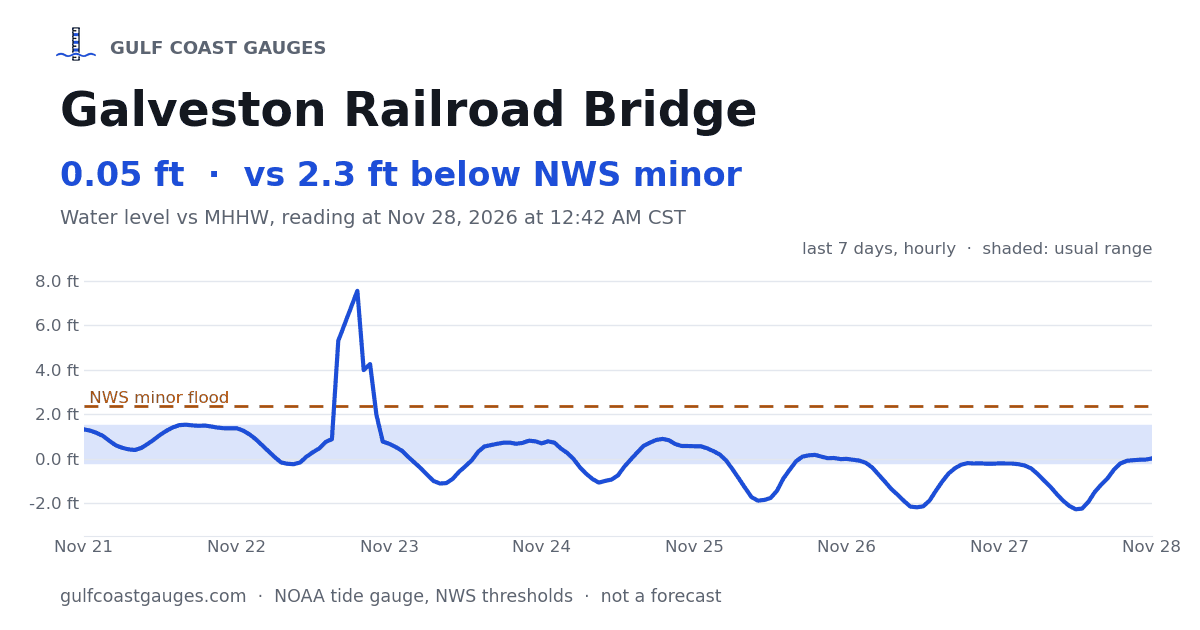 GULF COAST GAUGES
Galveston Railroad Bridge
0.05 ft · vs 2.3 ft below NWS minor
Water level vs MHHW, reading at Nov 28, 2026 at 12:42 AM CST
last 7 days, hourly · shaded: usual range
8.0 ft
6.0 ft
4.0 ft
NWS minor flood
2.0 ft
0.0 ft
-2.0 ft
Nov 21 Nov 22 Nov 23 Nov 24 Nov 25 Nov 26 Nov 27 Nov 28
gulfcoastgauges.com · NOAA tide gauge, NWS thresholds · not a forecast